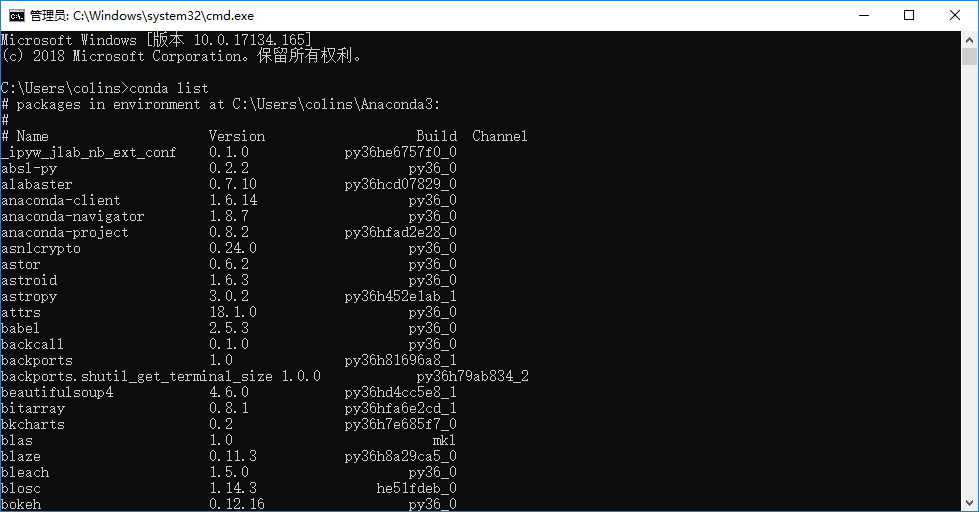 管理员: C:\Windows\system32\cmd.exe
Microsoft Windows [版本 10.0.17134.165]
(c) 2018 Microsoft Corporation。保留所有权利。
C:\Users\colins>conda list
# packages in environment at C:\Users\colins\Anaconda3:
#
# Name Version Build Channel
_ipyw_jlab_nb_ext_conf 0.1.0 py36he6757f0_0
absl-py 0.2.2 py36_0
alabaster 0.7.10 py36hcd07829_0
anaconda-client 1.6.14 py36_0
anaconda-navigator 1.8.7 py36_0
anaconda-project 0.8.2 py36hfad2e28_0
asn1crypto 0.24.0 py36_0
astor 0.6.2 py36_0
astroid 1.6.3 py36_0
astropy 3.0.2 py36h452e1ab_1
attrs 18.1.0 py36_0
babel 2.5.3 py36_0
backcall 0.1.0 py36_0
backports 1.0 py36h81696a8_1
backports.shutil_get_terminal_size 1.0.0 py36h79ab834_2
beautifulsoup4 4.6.0 py36hd4cc5e8_1
bitarray 0.8.1 py36hfa6e2cd_1
bkcharts 0.2 py36h7e685f7_0
blas 1.0 mkl
blaze 0.11.3 py36h8a29ca5_0
bleach 1.5.0 py36_0
blosc 1.14.3 he51fdeb_0
bokeh 0.12.16 py36_0